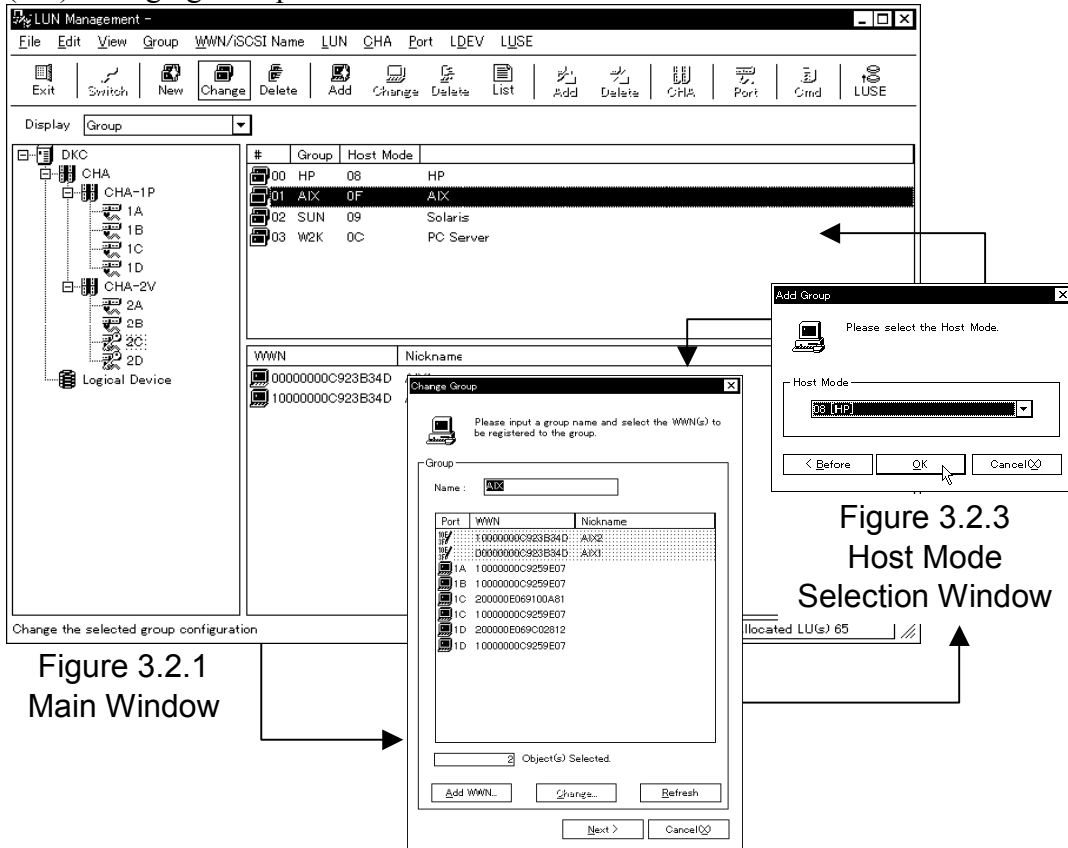 LUN Management -
File Edit View Group WWN/iSCSI Name LUN CHA Port LDEV LUSE
Exit Switch New Change Delete Add Change Delete List Add Delete CHA Port Cmd LUSE
Display Group
DKC
CHA
CHA-1P
1A
1B
1C
1D
CHA-2V
2A
2B
2C
2D
Logical Device
# Group Host Mode
00 HP 08 HP
01 AIX 0F AIX
02 SUN 09 Solaris
03 W2K 0C PC Server
WWN Nickname
00000000C923B34D
10000000C923B34D
Change the selected group configuration
llocated LU(s) 65
Change Group
Please input a group name and select the WWN(s) to
be registered to the group.
Group
Name : AIX
Port WWN Nickname
10000000C923B34D AIX2
00000000C923B34D AIX1
1A 10000000C9259E07
1B 10000000C9259E07
1C 200000E069100A81
1C 10000000C9259E07
1D 200000E069C02812
1D 10000000C9259E07
2 Object(s) Selected.
Add WWN... Change... Refresh
Next > Cancel(X)
Add Group
Please select the Host Mode.
Host Mode
08 [HP]
< Before OK Cancel(X)
Figure 3.2.3
Host Mode
Selection Window
Figure 3.2.1
Main Window